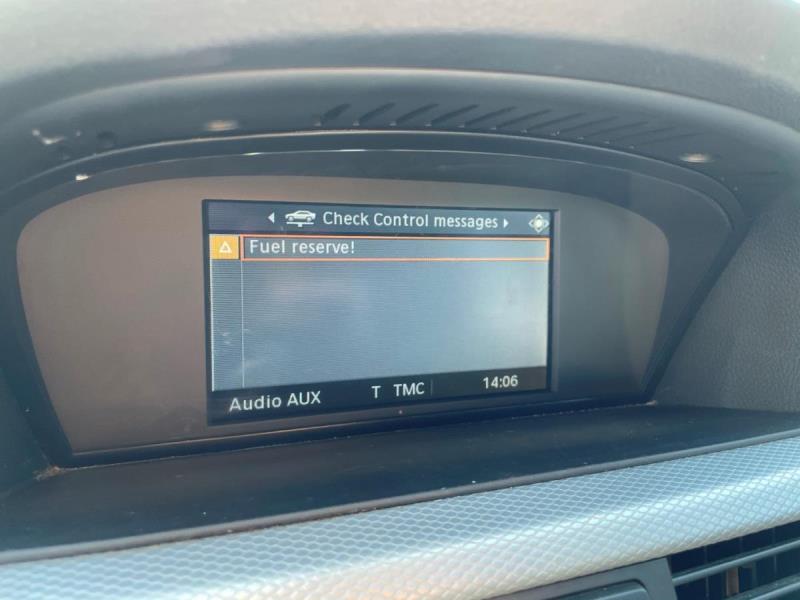 Check Control messages
Fuel reserve!
Audio AUX T TMC 14:06